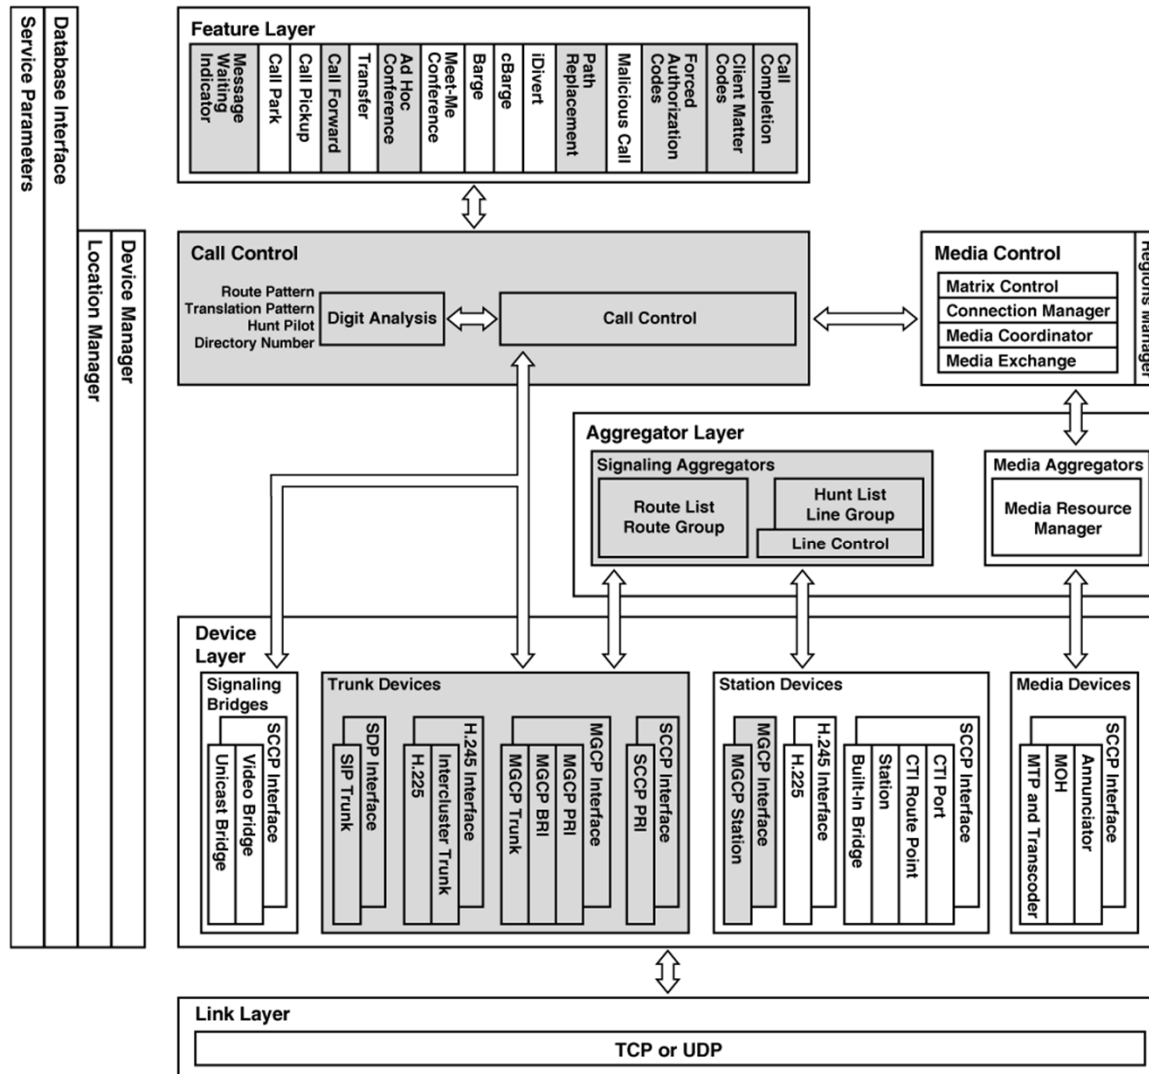 Service Parameters
Database Interface
Location Manager
Device Manager
Feature Layer
Message
Waiting
Indicator
Call Park
Call Pickup
Call Forward
Transfer
Ad Hoc
Conference
Meet-Me
Conference
Barge
cBarge
iDivert
Path
Replacement
Malicious Call
Forced
Authorization
Codes
Client Matter
Codes
Call
Completion
Call Control
Route Pattern
Translation Pattern
Hunt Pilot
Directory Number
Digit Analysis
Call Control
Media Control
Matrix Control
Connection Manager
Media Coordinator
Media Exchange
Regions Manager
Aggregator Layer
Signaling Aggregators
Route List
Route Group
Hunt List
Line Group
Line Control
Media Aggregators
Media Resource
Manager
Device
Layer
Signaling
Bridges
SCCP Interface
Video Bridge
Unicast Bridge
Trunk Devices
SDP Interface
SIP Trunk
H.245 Interface
Intercluster Trunk
H.225
MGCP Interface
MGCP PRI
MGCP BRI
MGCP Trunk
SCCP Interface
SCCP PRI
Station Devices
MGCP Interface
MGCP Station
H.245 Interface
H.225
SCCP Interface
CTI Port
CTI Route Point
Station
Built-In Bridge
Media Devices
SCCP Interface
Annunciator
MOH
MTP and Transcoder
Link Layer
TCP or UDP